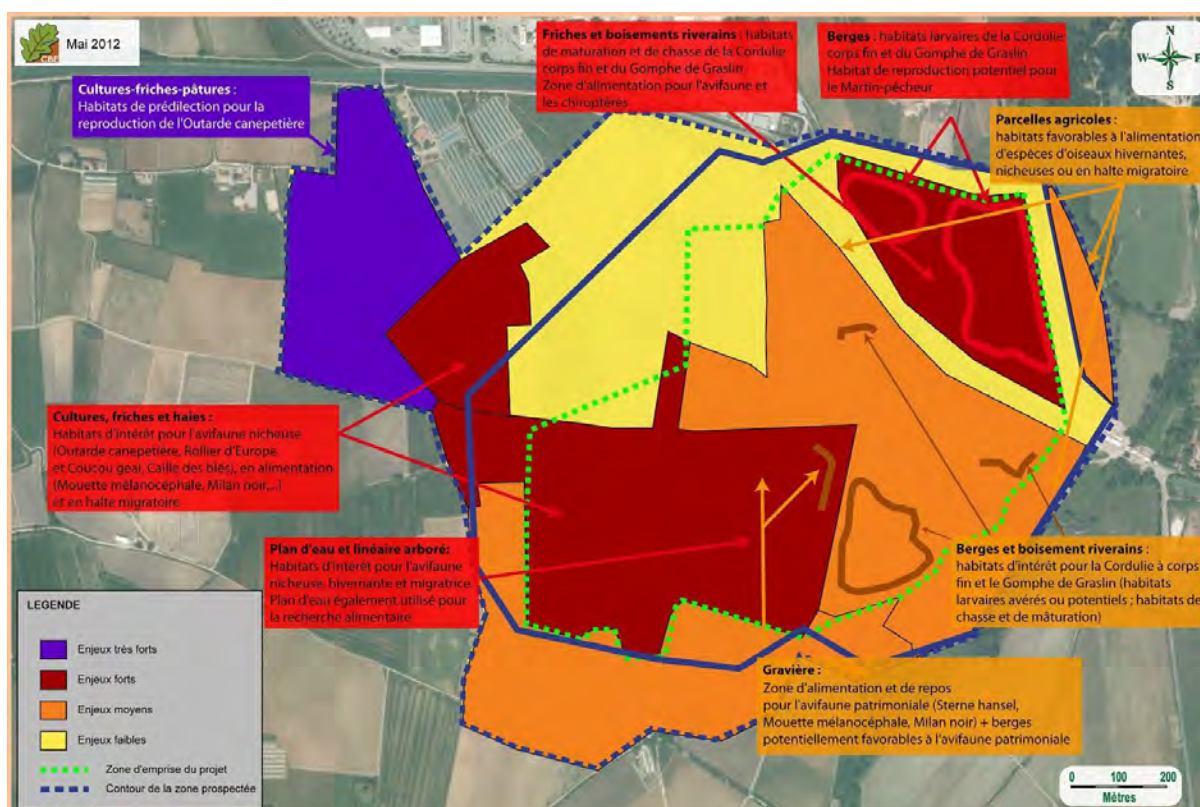 CBE
Mai 2012
Cultures-friches-pâtures :
Habitats de prédilection pour la
reproduction de l'Outarde canepetière
Friches et boisements riverains : habitats
de maturation et de chasse de la Cordulie
corps fin et du Gomphe de Graslin
Zone d'alimentation pour l'avifaune et
les chiroptères
Berges : habitats larvaires de la Cordulie
corps fin et du Gomphe de Graslin
Habitat de reproduction potentiel pour
le Martin-pêcheur
N
W
E
S
Parcelles agricoles :
habitats favorables à l'alimentation
d'espèces d'oiseaux hivernantes,
nicheuses ou en halte migratoire
Cultures, friches et haies :
Habitats d'intérêt pour l'avifaune nicheuse
(Outarde canepetière, Rollier d'Europe
et Coucou geai, Caille des blés), en alimentation
(Mouette mélanocéphale, Milan noir,...)
et en halte migratoire
Plan d'eau et linéaire arboré:
Habitats d'intérêt pour l'avifaune
nicheuse, hivernante et migratrice
Plan d'eau également utilisé pour
la recherche alimentaire
Berges et boisement riverains :
habitats d'intérêt pour la Cordulie à corps
fin et le Gomphe de Graslin (habitats
larvaires avérés ou potentiels ; habitats de
chasse et de mâturation)
Gravière :
Zone d'alimentation et de repos
pour l'avifaune patrimoniale (Sterne hansel,
Mouette mélanocéphale, Milan noir) + berges
potentiellement favorables à l'avifaune patrimoniale
LEGENDE
Enjeux très forts
Enjeux forts
Enjeux moyens
Enjeux faibles
Zone d'emprise du projet
Contour de la zone prospectée
0 100 200
Mètres